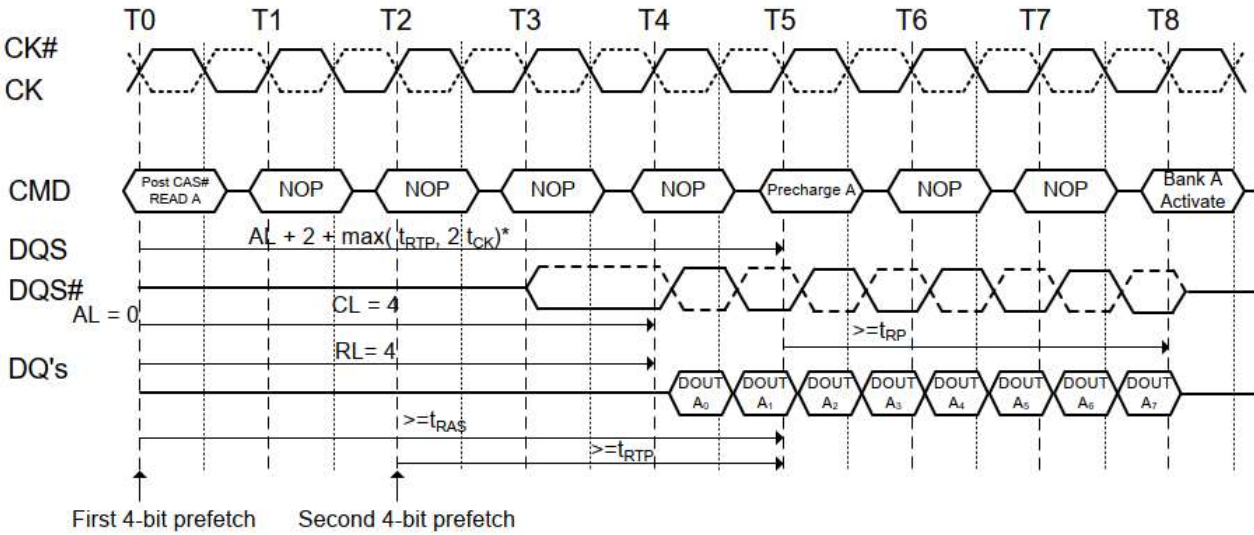 T0 T1 T2 T3 T4 T5 T6 T7 T8
CK#
CK
CMD
Post CAS#
READ A
NOP
NOP
NOP
NOP
Precharge A
NOP
NOP
Bank A
Activate
DQS
AL + 2 + max( tRTP, 2 tCK)*
DQS#
AL = 0
CL = 4
>=tRP
RL= 4
DQ's
DOUT
A0
DOUT
A1
DOUT
A2
DOUT
A3
DOUT
A4
DOUT
A5
DOUT
A6
DOUT
A7
>=tRAS
>=tRTP
First 4-bit prefetch
Second 4-bit prefetch